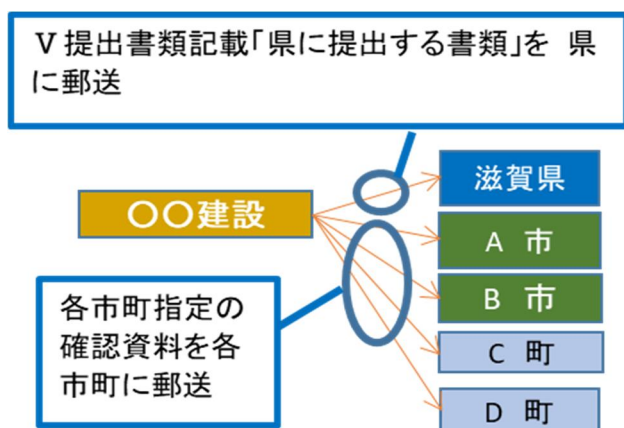 Ⅴ提出書類記載「県に提出する書類」を 県
に郵送
滋賀県
〇〇建設
A 市
B 市
各市町指定の
確認資料を各
市町に郵送
C 町
D 町